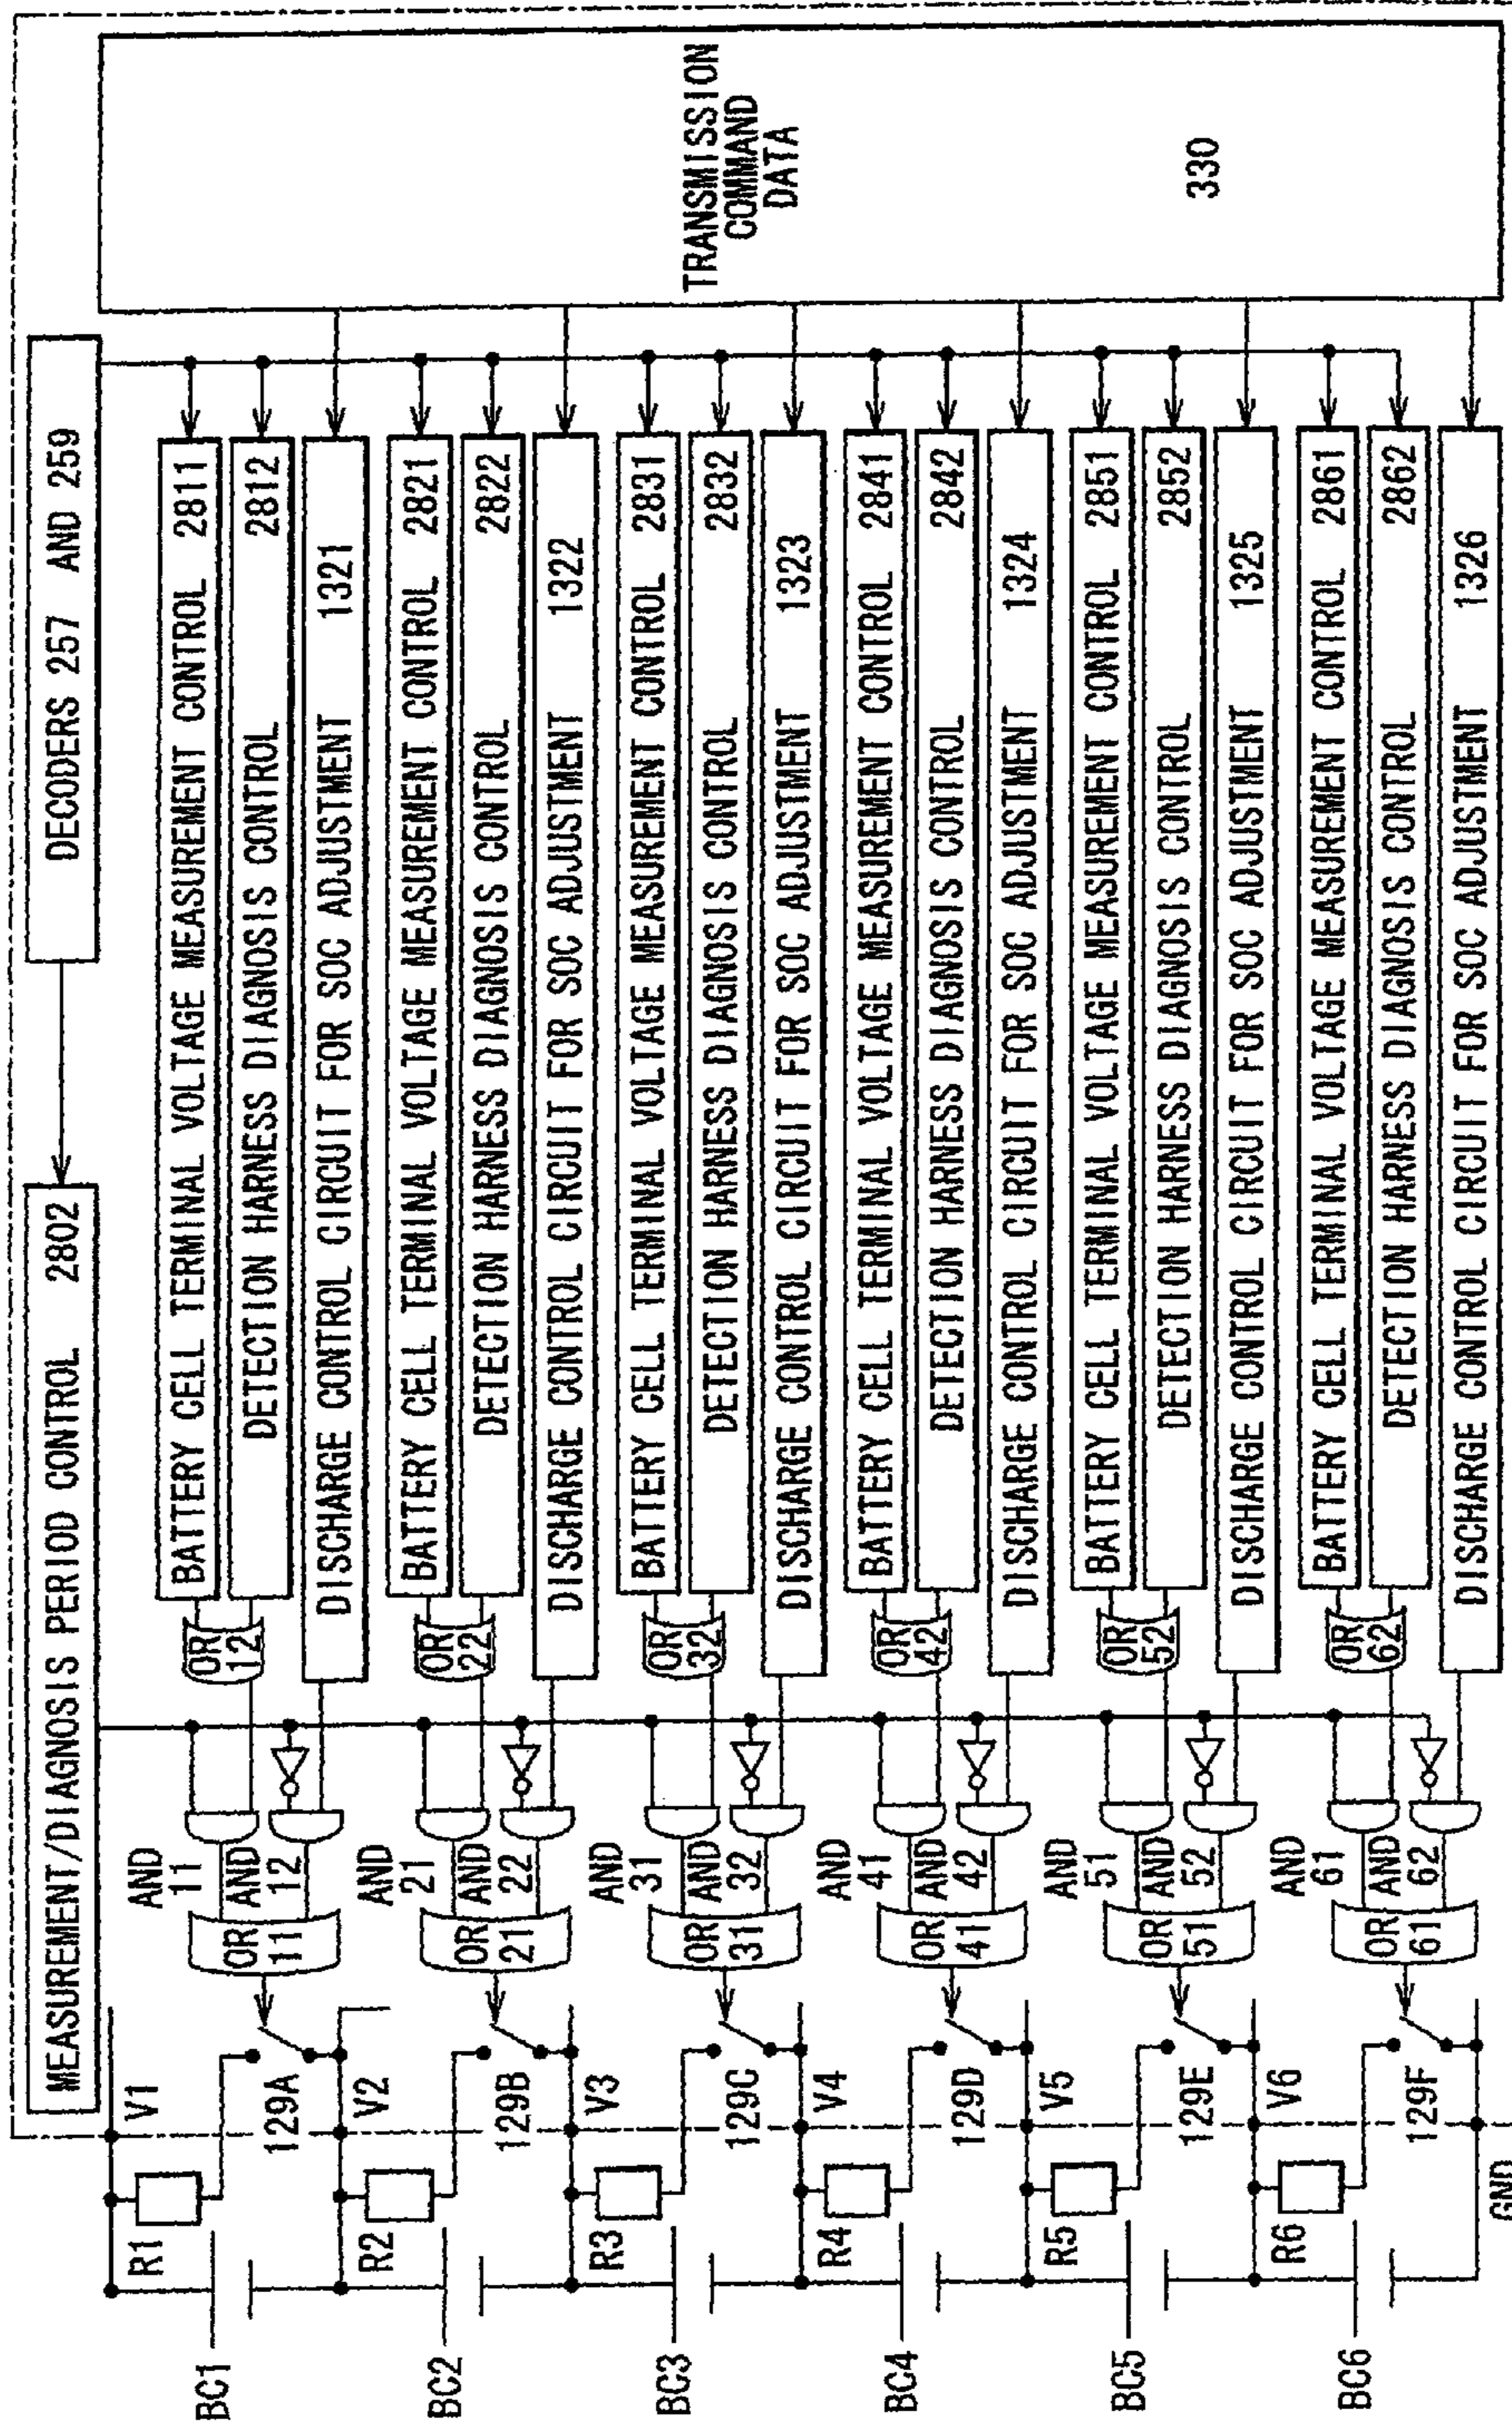 MEASUREMENT/DIAGNOSIS PERIOD CONTROL 2802
DECODERS 257 AND 259
TRANSMISSION
COMMAND
DATA
330
BC1
R1
V1
129A
OR
11
AND
11
AND
12
OR
12
BATTERY CELL TERMINAL VOLTAGE MEASUREMENT CONTROL 2811
DETECTION HARNESS DIAGNOSIS CONTROL 2812
DISCHARGE CONTROL CIRCUIT FOR SOC ADJUSTMENT 1321
BC2
R2
V2
129B
OR
21
AND
21
AND
22
OR
22
BATTERY CELL TERMINAL VOLTAGE MEASUREMENT CONTROL 2821
DETECTION HARNESS DIAGNOSIS CONTROL 2822
DISCHARGE CONTROL CIRCUIT FOR SOC ADJUSTMENT 1322
BC3
R3
V3
129C
OR
31
AND
31
AND
32
OR
32
BATTERY CELL TERMINAL VOLTAGE MEASUREMENT CONTROL 2831
DETECTION HARNESS DIAGNOSIS CONTROL 2832
DISCHARGE CONTROL CIRCUIT FOR SOC ADJUSTMENT 1323
BC4
R4
V4
129D
OR
41
AND
41
AND
42
OR
42
BATTERY CELL TERMINAL VOLTAGE MEASUREMENT CONTROL 2841
DETECTION HARNESS DIAGNOSIS CONTROL 2842
DISCHARGE CONTROL CIRCUIT FOR SOC ADJUSTMENT 1324
BC5
R5
V5
129E
OR
51
AND
51
AND
52
OR
52
BATTERY CELL TERMINAL VOLTAGE MEASUREMENT CONTROL 2851
DETECTION HARNESS DIAGNOSIS CONTROL 2852
DISCHARGE CONTROL CIRCUIT FOR SOC ADJUSTMENT 1325
BC6
R6
V6
129F
OR
61
AND
61
AND
62
OR
62
BATTERY CELL TERMINAL VOLTAGE MEASUREMENT CONTROL 2861
DETECTION HARNESS DIAGNOSIS CONTROL 2862
DISCHARGE CONTROL CIRCUIT FOR SOC ADJUSTMENT 1326
GND